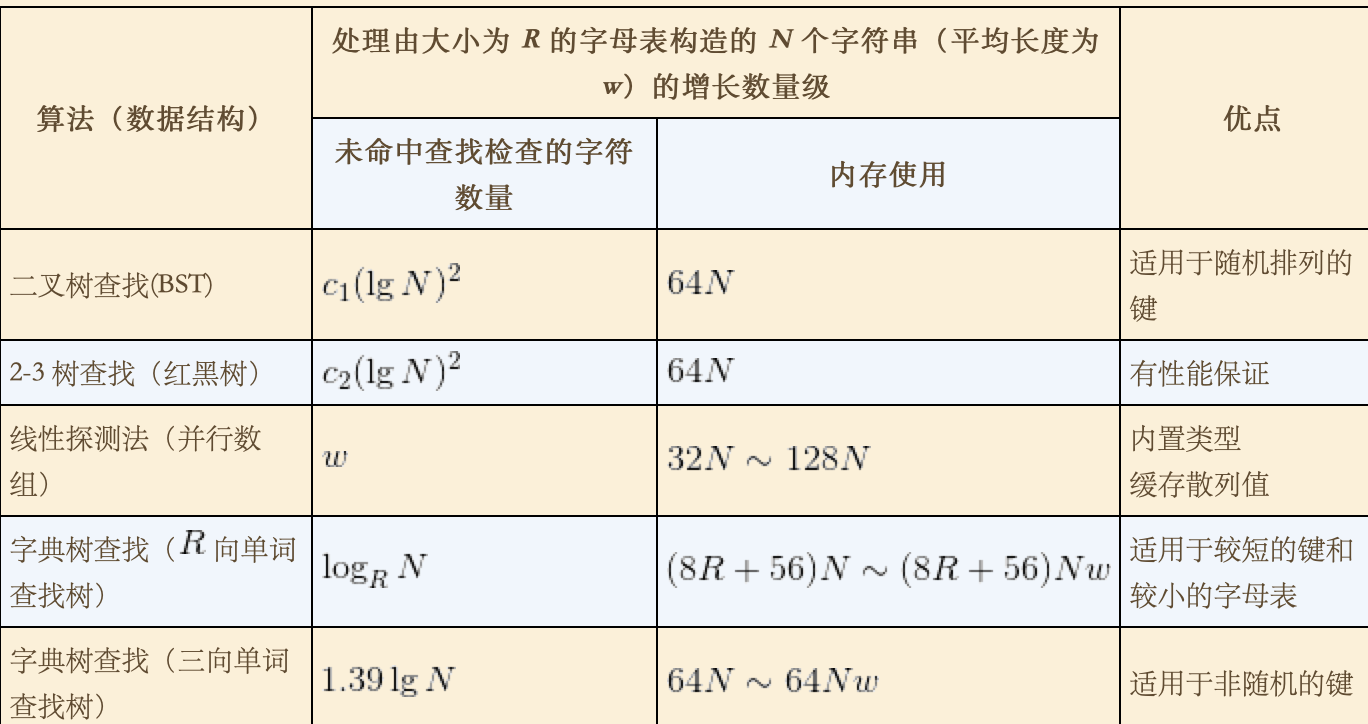 算法（数据结构）
处理由大小为 R 的字母表构造的 N 个字符串（平均长度为
w）的增长数量级
优点
未命中查找检查的字符
数量
内存使用
二叉树查找(BST)
c₁(lg N)²
64N
适用于随机排列的
键
2-3 树查找（红黑树）
c₂(lg N)²
64N
有性能保证
线性探测法（并行数
组）
w
32N ∼ 128N
内置类型
缓存散列值
字典树查找（R 向单词
查找树）
log_R N
(8R + 56)N ∼ (8R + 56)Nw
适用于较短的键和
较小的字母表
字典树查找（三向单词
查找树）
1.39 lg N
64N ∼ 64Nw
适用于非随机的键